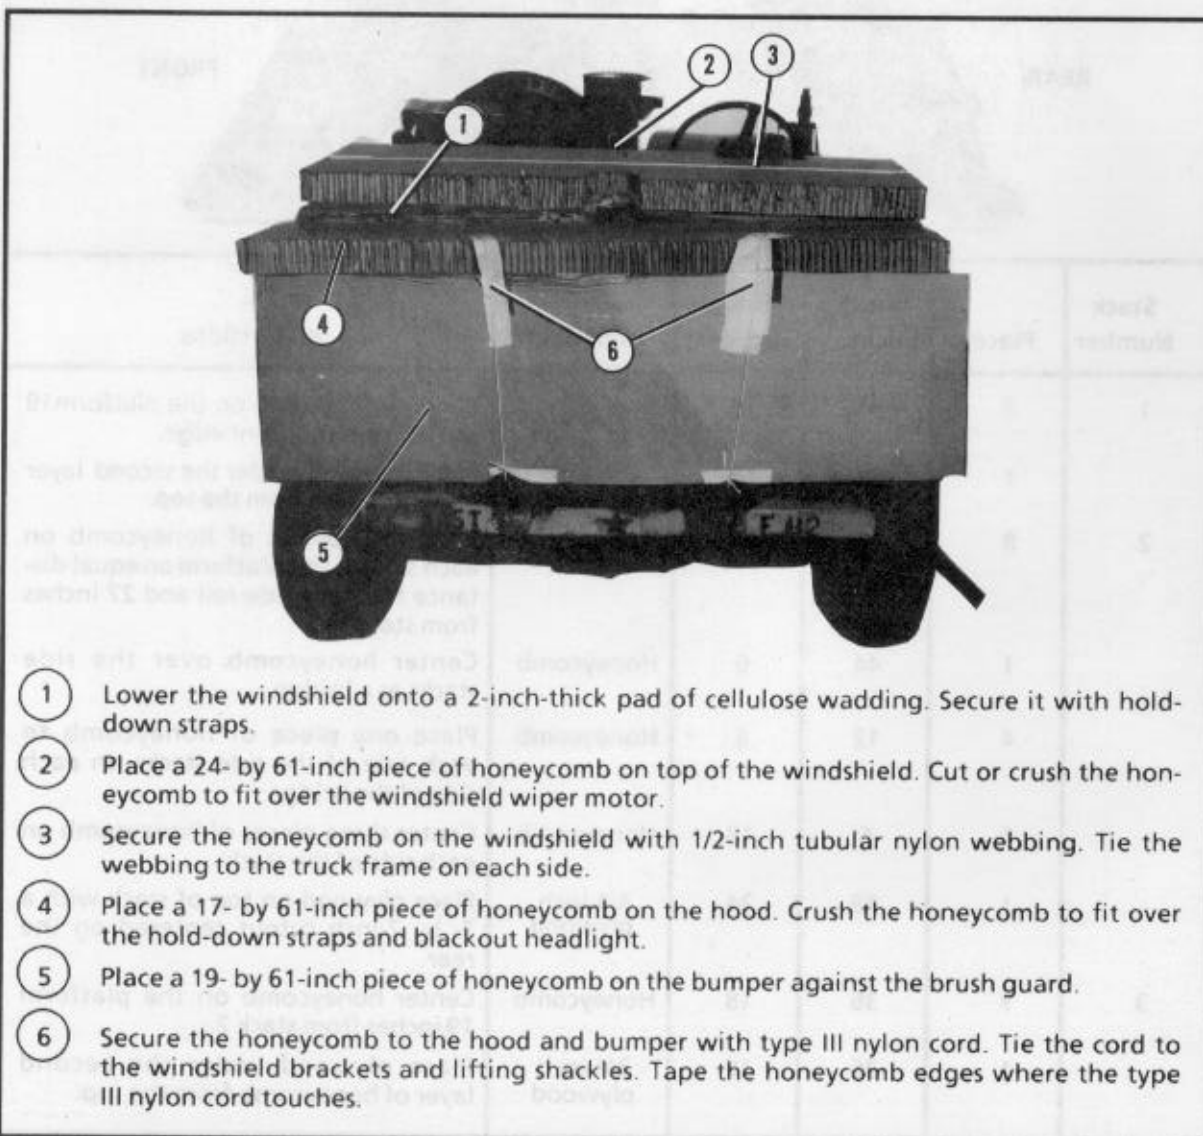 2
3
1
4
6
5
1 Lower the windshield onto a 2-inch-thick pad of cellulose wadding. Secure it with hold-
down straps.
2 Place a 24- by 61-inch piece of honeycomb on top of the windshield. Cut or crush the hon-
eycomb to fit over the windshield wiper motor.
3 Secure the honeycomb on the windshield with 1/2-inch tubular nylon webbing. Tie the
webbing to the truck frame on each side.
4 Place a 17- by 61-inch piece of honeycomb on the hood. Crush the honeycomb to fit over
the hold-down straps and blackout headlight.
5 Place a 19- by 61-inch piece of honeycomb on the bumper against the brush guard.
6 Secure the honeycomb to the hood and bumper with type III nylon cord. Tie the cord to
the windshield brackets and lifting shackles. Tape the honeycomb edges where the type
III nylon cord touches.